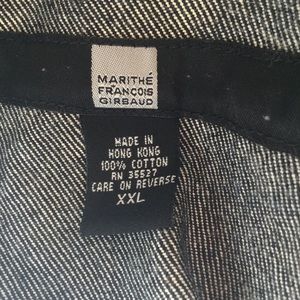 MARITHÉ
FRANÇOIS
GIRBAUD
MADE IN
HONG KONG
100% COTTON
RN 35527
CARE ON REVERSE
XXL